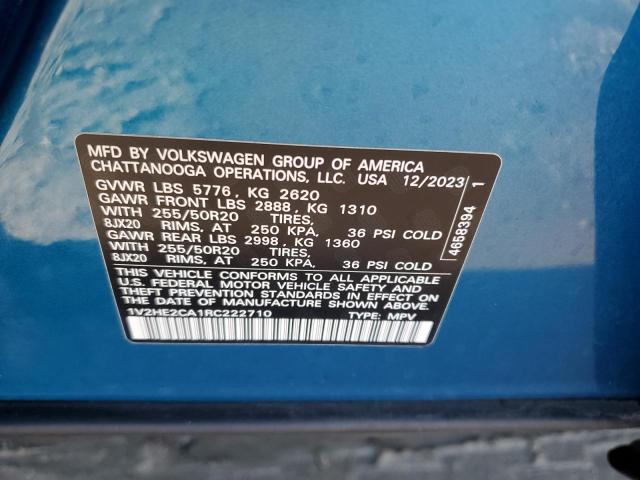 MFD BY VOLKSWAGEN GROUP OF AMERICA
CHATTANOOGA OPERATIONS, LLC. USA 12/2023
GVWR LBS 5776, KG 2620
GAWR FRONT LBS 2888, KG 1310
WITH 255/50R20 TIRES,
8JX20 RIMS, AT 250 KPA, 36 PSI COLD
GAWR REAR LBS 2998, KG 1360
WITH 255/50R20 TIRES,
8JX20 RIMS, AT 250 KPA, 36 PSI COLD
THIS VEHICLE CONFORMS TO ALL APPLICABLE
U.S. FEDERAL MOTOR VEHICLE SAFETY AND
THEFT PREVENTION STANDARDS IN EFFECT
AT THE DATE OF MANUFACTURE SHOWN ABOVE.
1V2HE2CA1RC222710 TYPE: MPV
4658394 1